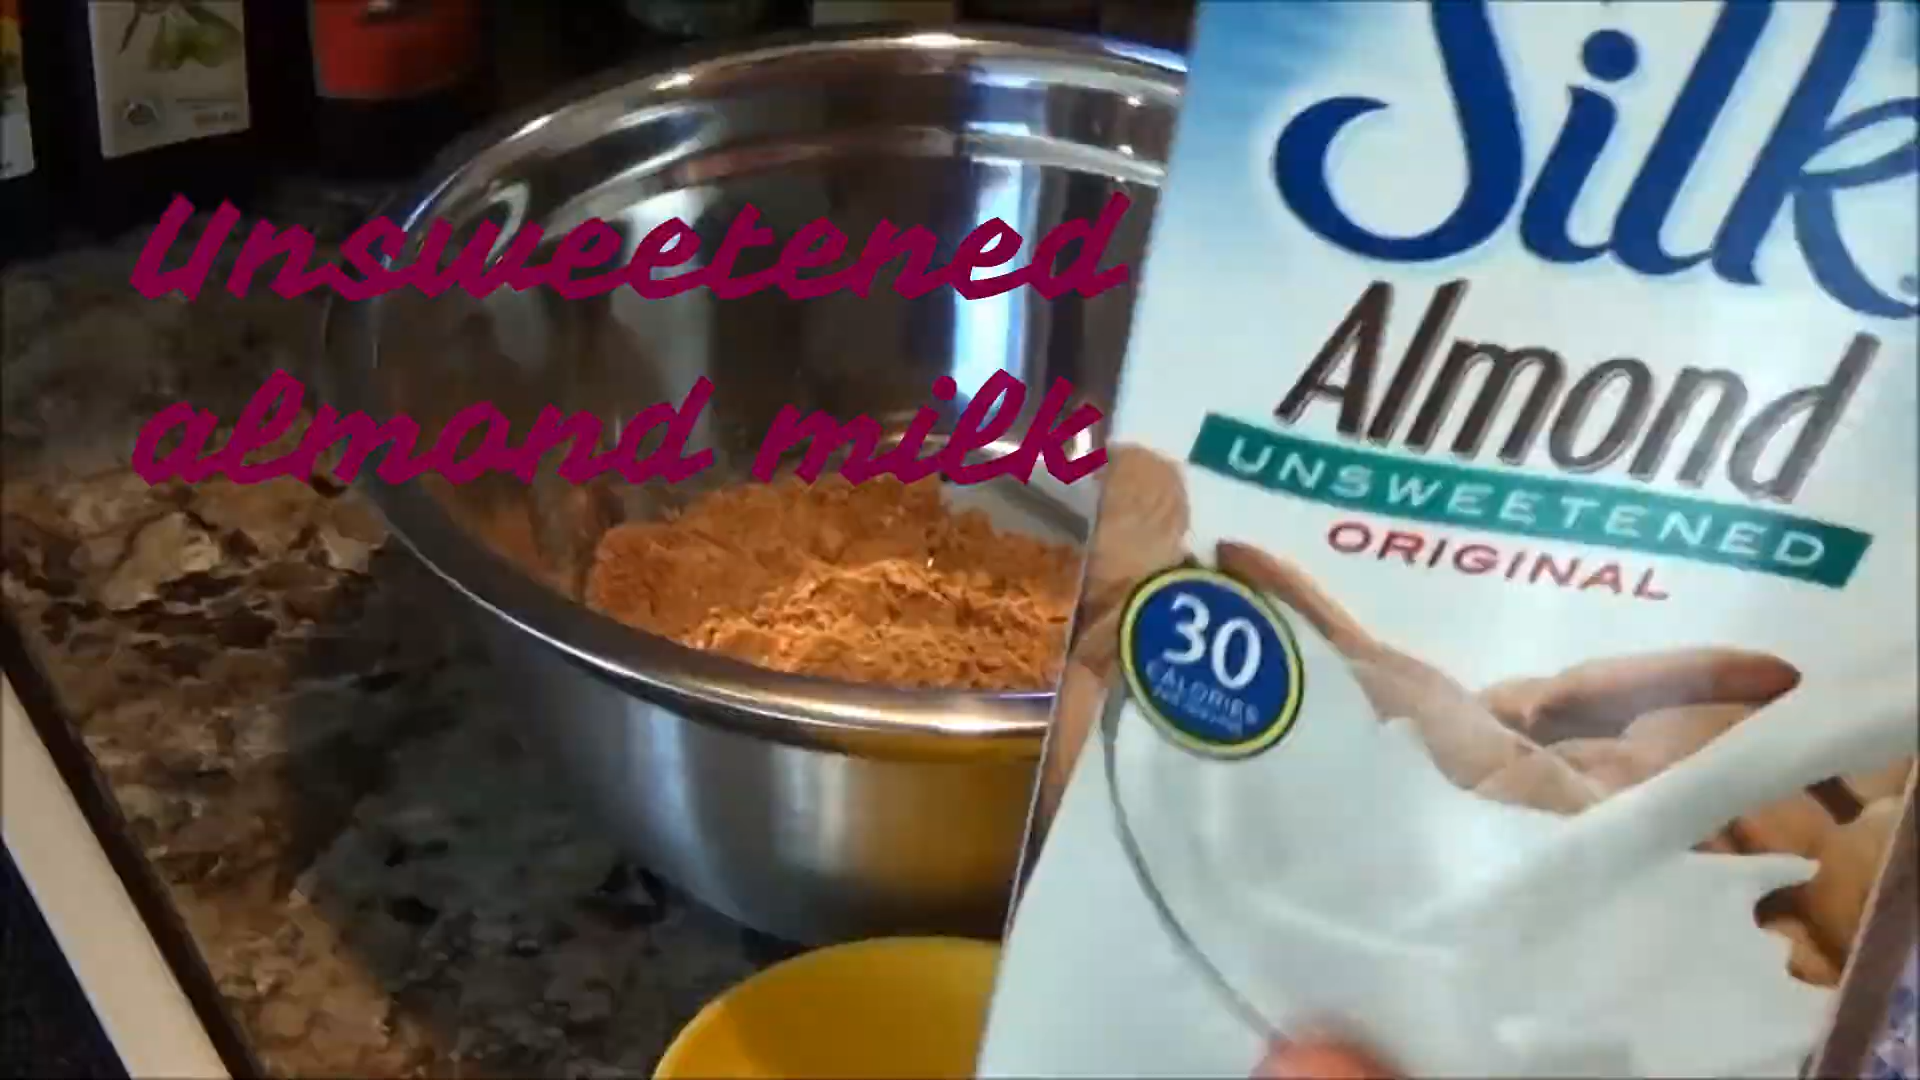 Unsweetened
almond milk
Silk
Almond
UNSWEETENED
ORIGINAL
30
CALORIES